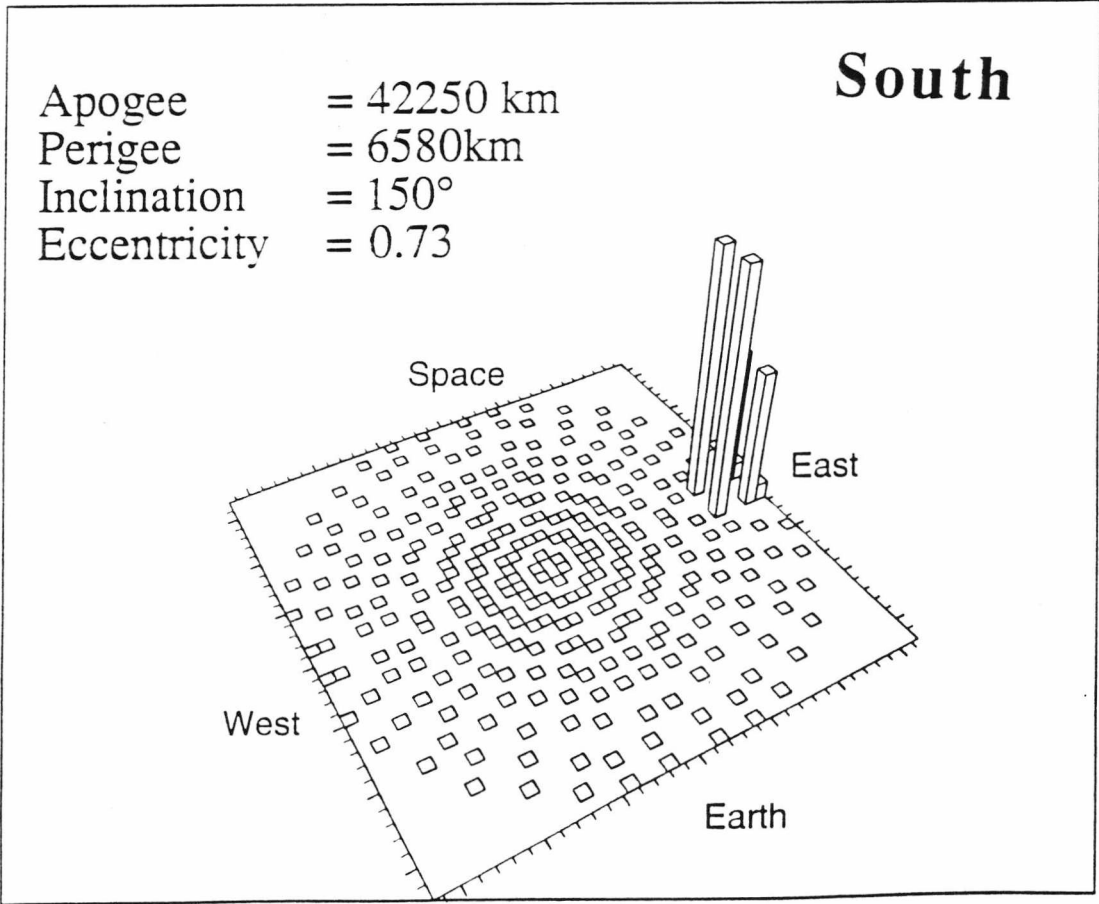 South
Apogee = 42250 km
Perigee = 6580km
Inclination = 150°
Eccentricity = 0.73
Space
East
West
Earth